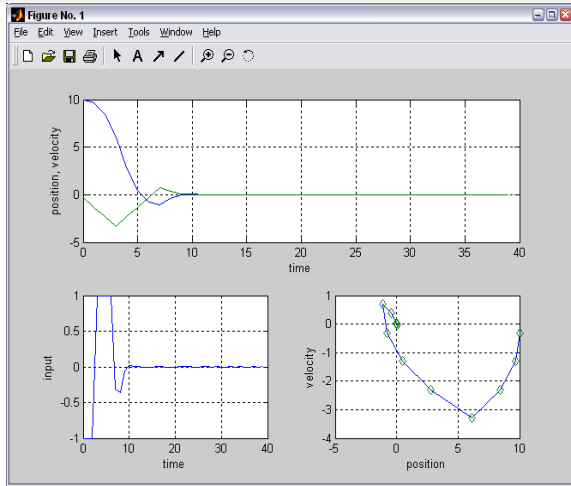 Figure No. 1
File Edit View Insert Tools Window Help
A
10
5
0
-5
position, velocity
0 5 10 15 20 25 30 35 40
time
1
0.5
0
-0.5
-1
input
0 10 20 30 40
time
1
0
-1
-2
-3
-4
velocity
-5 0 5 10
position